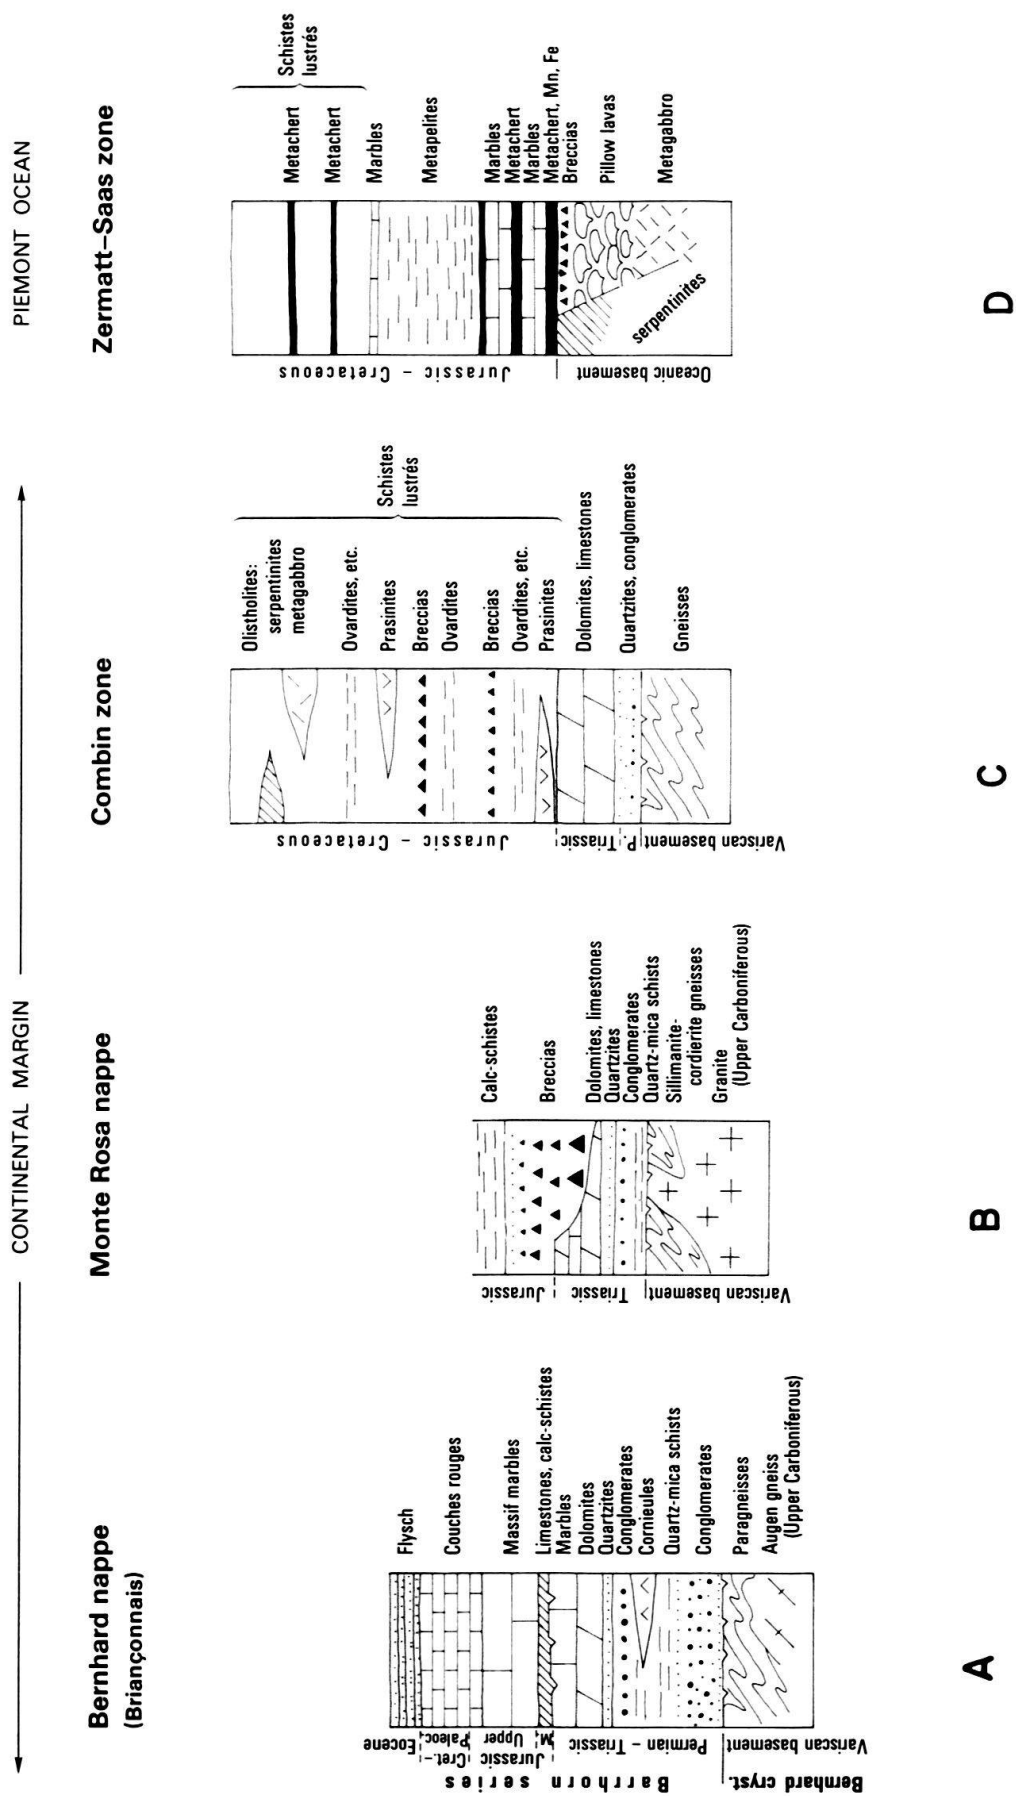 CONTINENTAL MARGIN
PIEMONT OCEAN
Bernhard nappe
(Briançonnais)
Flysch
Couches rouges
Massif marbles
Limestones, calc-schistes
Marbles
Dolomites
Quartzites
Conglomerates
Cornieules
Quartz-mica schists
Conglomerates
Paragneisses
Augen gneiss
(Upper Carboniferous)
Eocene
Paleoc.
Cret.-
Upper
M.
Jurassic
Permian - Triassic
Variscan basement
Barrhorn series
Bernhard cryst.
A
Monte Rosa nappe
Calc-schistes
Breccias
Dolomites, limestones
Quartzites
Conglomerates
Quartz-mica schists
Sillimanite-
cordierite gneisses
Granite
(Upper Carboniferous)
Jurassic
Triassic
Variscan basement
B
Combin zone
Olistholites:
serpentinites
metagabbro
Ovardites, etc.
Prasinites
Breccias
Ovardites
Breccias
Ovardites, etc.
Prasinites
Schistes
lustrés
Dolomites, limestones
Quartzites, conglomerates
Gneisses
Jurassic - Cretaceous
P. Triassic
Variscan basement
C
Zermatt-Saas zone
Metachert
Metachert
Schistes
lustrés
Marbles
Metapelites
Marbles
Metachert
Marbles
Metachert, Mn, Fe
Breccias
Pillow lavas
Metagabbro
serpentinites
Jurassic - Cretaceous
Oceanic basement
D